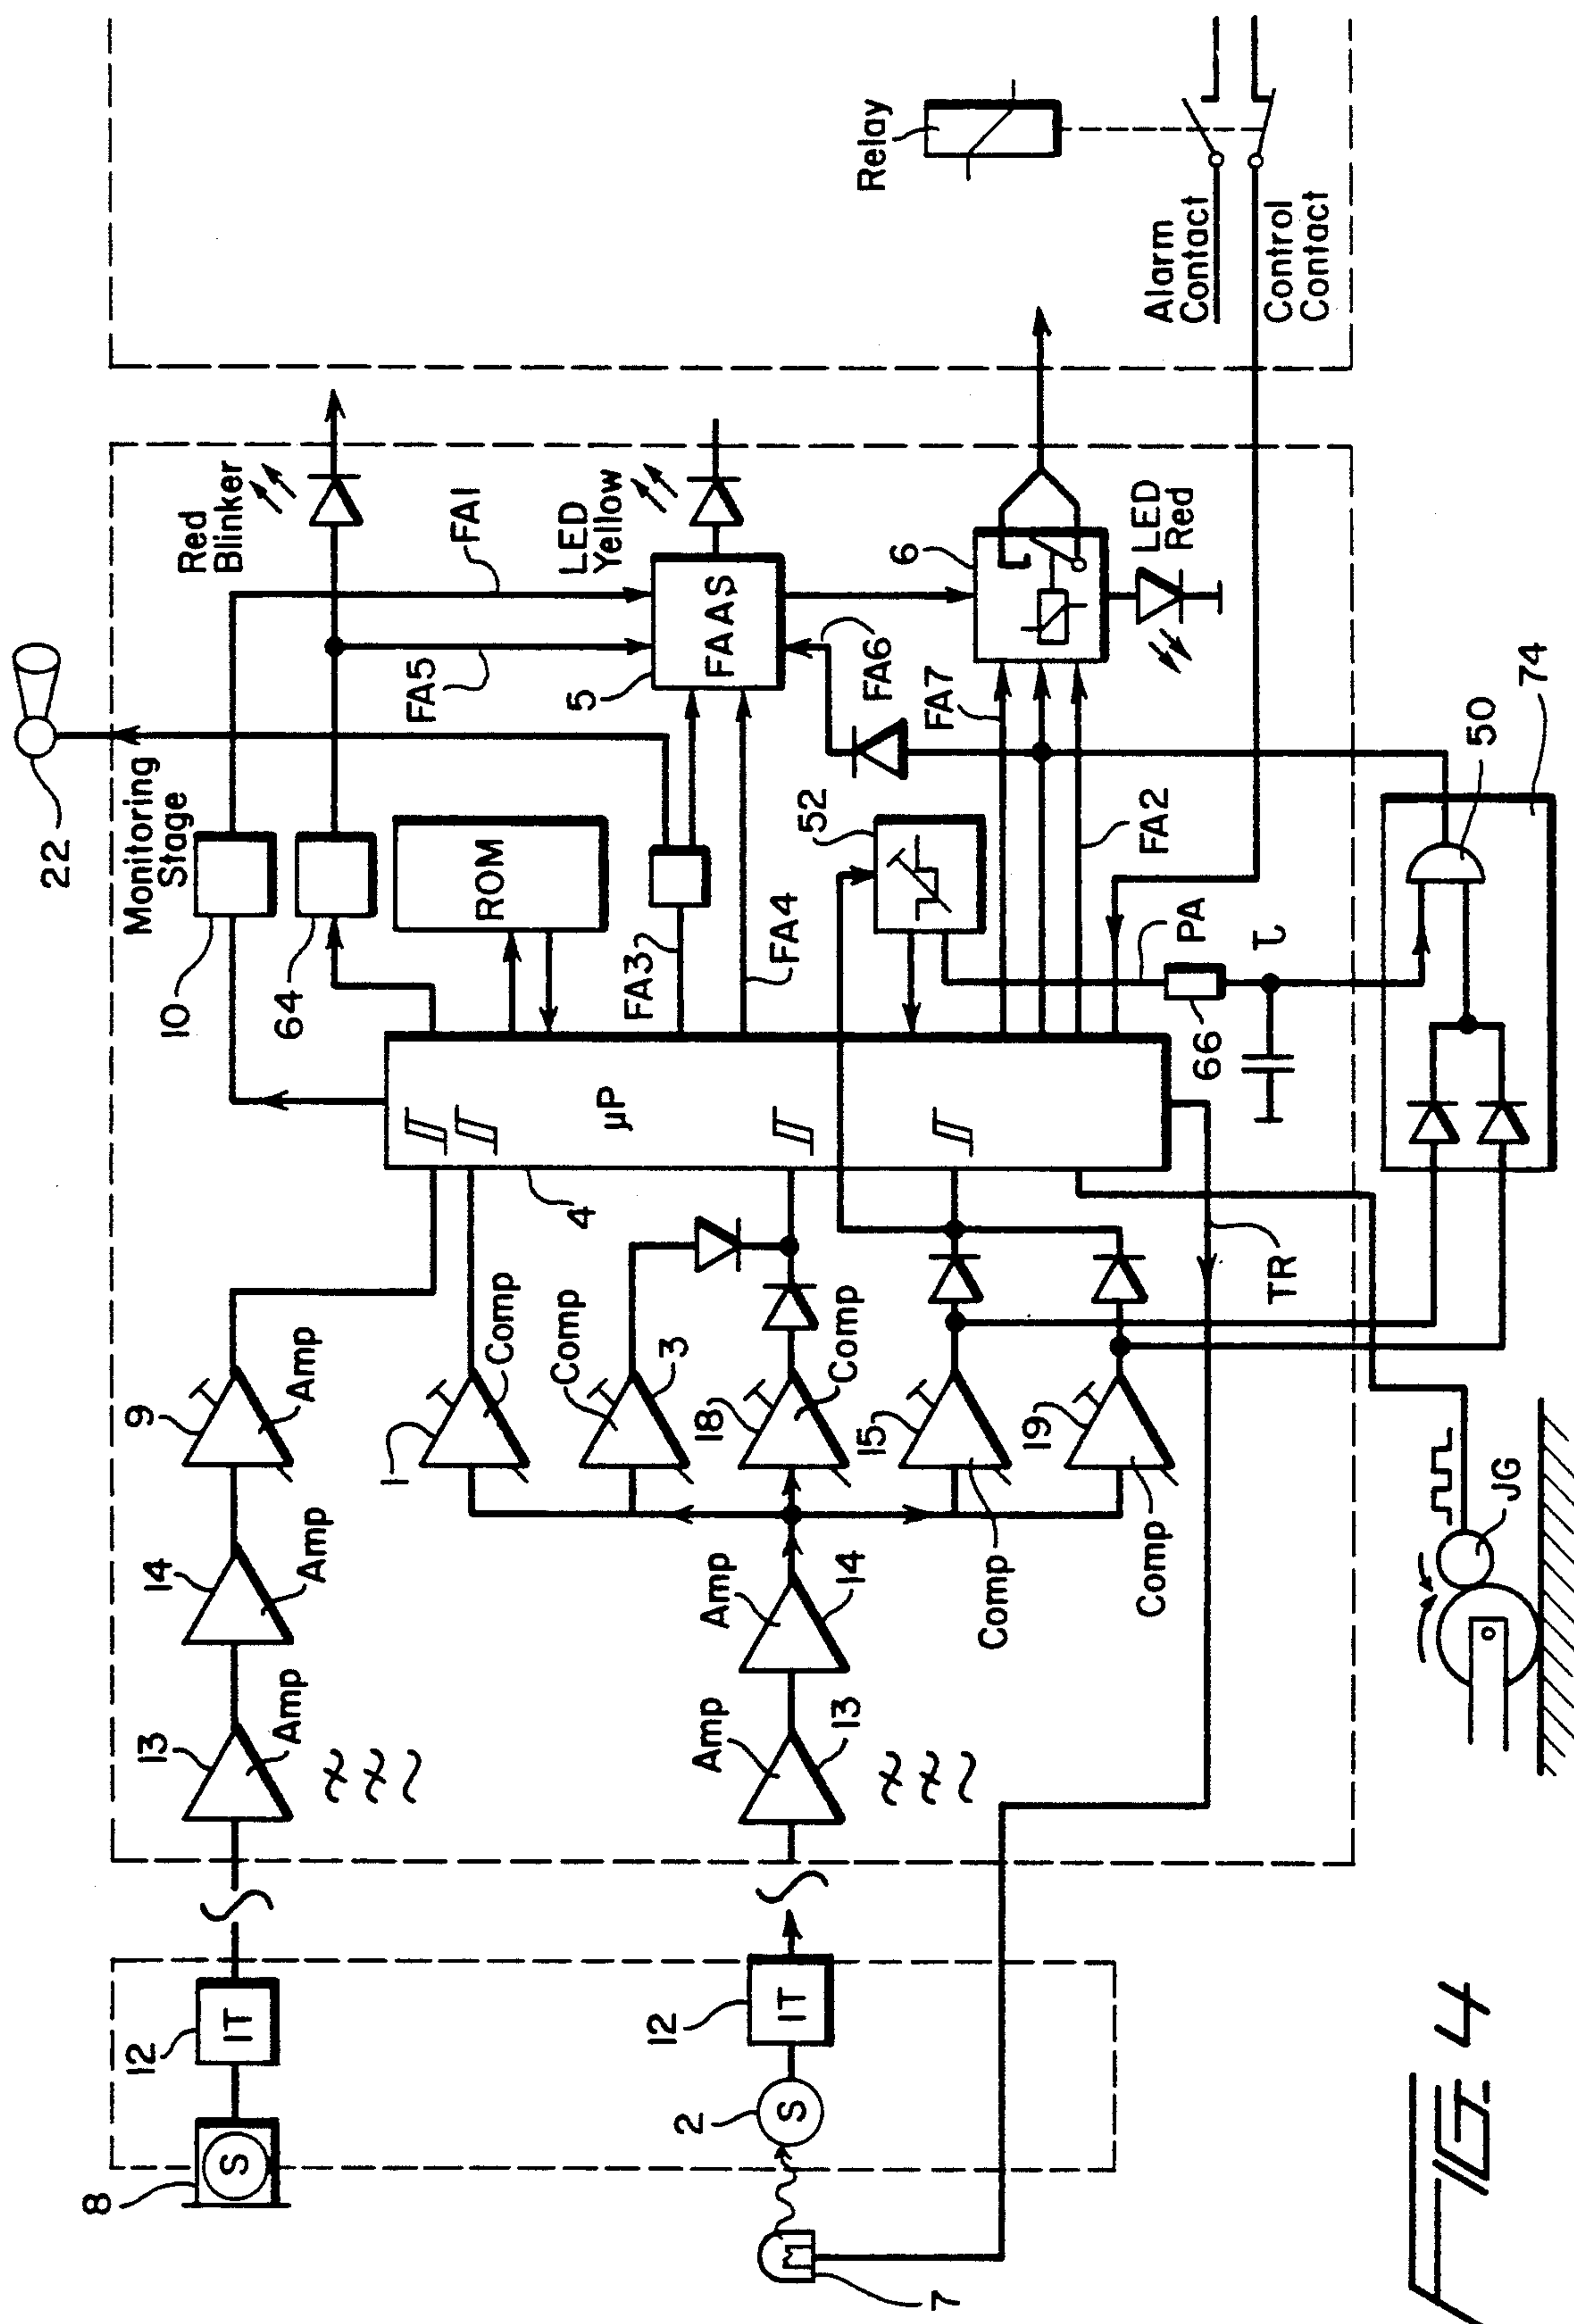 22
Monitoring
Stage
10
64
Red
Blinker
FA1
FA5
LED
Yellow
FAAS
5
ROM
FA3
FA4
52
FA6
FA7
6
LED
Red
FA2
PA
66
τ
50
74
Relay
Alarm
Contact
Control
Contact
μP
4
9
Amp
14
Amp
13
Amp
1
Comp
Comp
3
18
Comp
15
Comp
19
Comp
Amp
14
Amp
13
TR
JG
12
IT
8
S
12
IT
2
S
7
FIG. 4